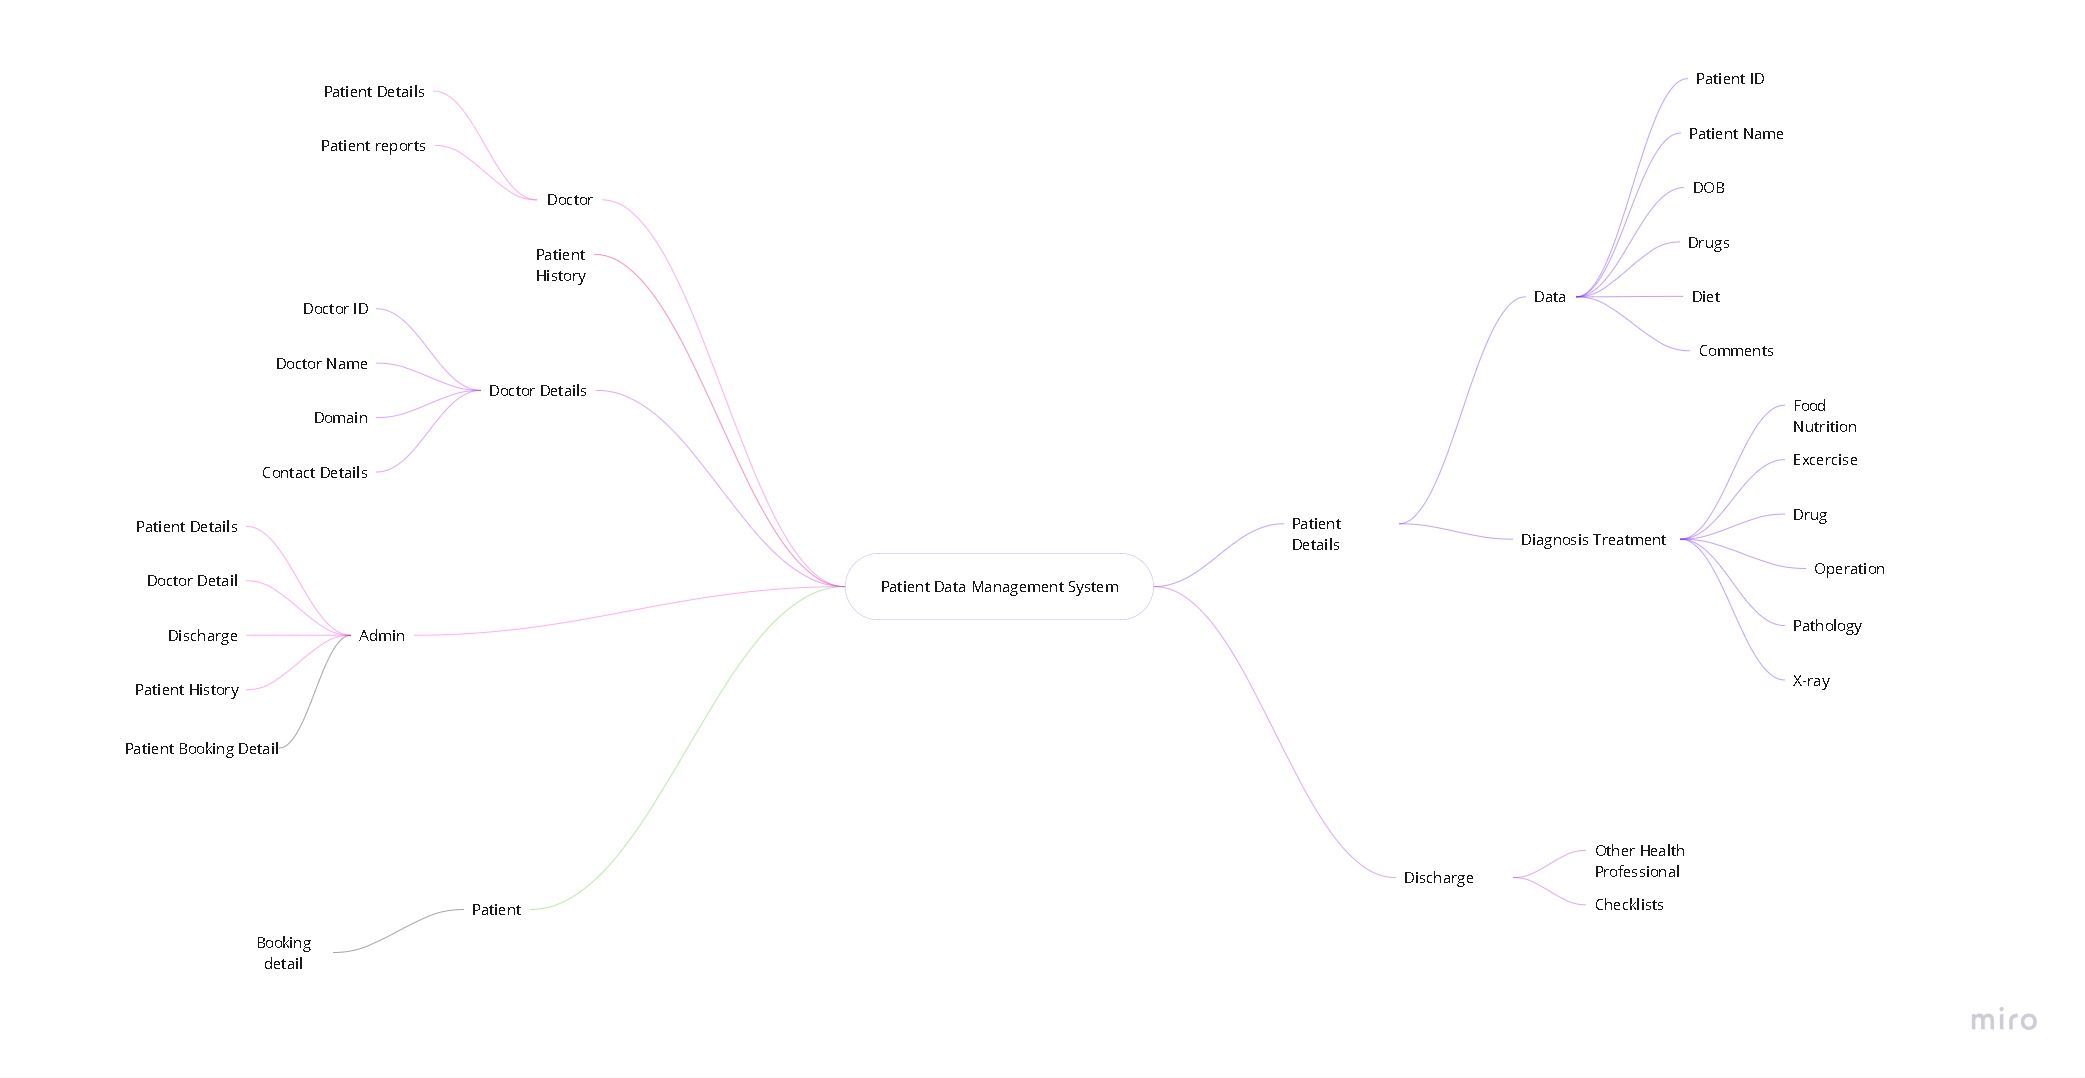 Patient Details
Patient reports
Doctor
Patient
History
Doctor ID
Doctor Name
Doctor Details
Domain
Contact Details
Patient Details
Doctor Detail
Discharge
Admin
Patient History
Patient Booking Detail
Patient
Booking
detail
Patient Data Management System
Patient
Details
Data
Patient ID
Patient Name
DOB
Drugs
Diet
Comments
Diagnosis Treatment
Food
Nutrition
Excercise
Drug
Operation
Pathology
X-ray
Discharge
Other Health
Professional
Checklists
miro